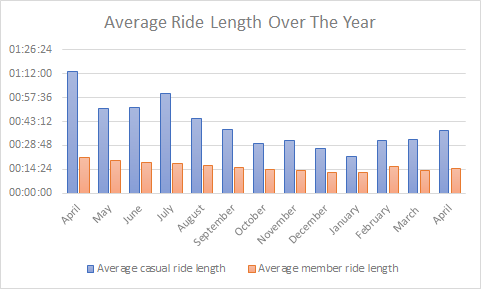 Average Ride Length Over The Year
01:26:24
01:12:00
00:57:36
00:43:12
00:28:48
00:14:24
00:00:00
April
May
June
July
August
September
October
November
December
January
February
March
April
Average casual ride length
Average member ride length